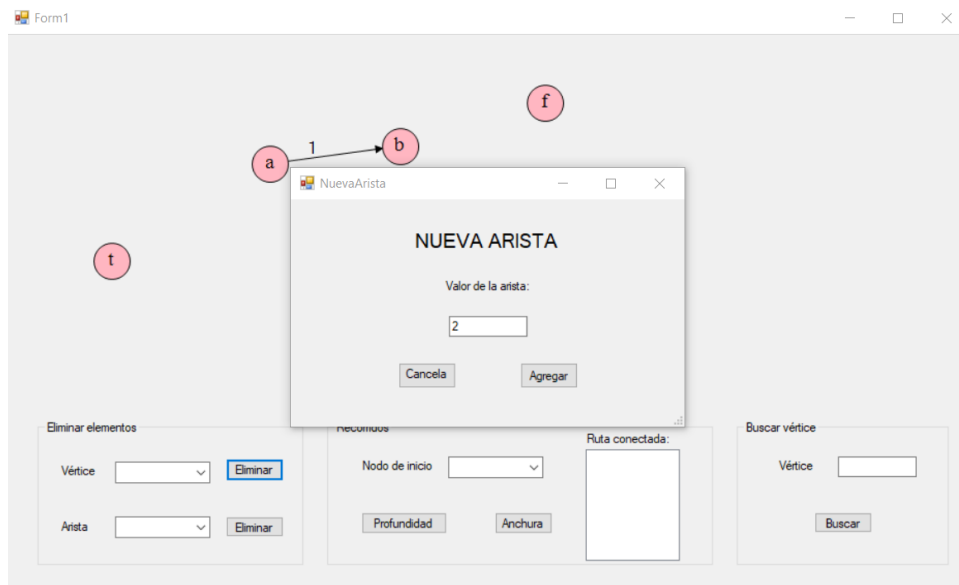 Form1
f
1
b
a
NuevaArista
NUEVA ARISTA
t
Valor de la arista:
2
Cancela
Agregar
Eliminar elementos
Recorridos
Buscar vértice
Ruta conectada:
Vértice
Eliminar
Nodo de inicio
Vértice
Arista
Eliminar
Profundidad
Anchura
Buscar